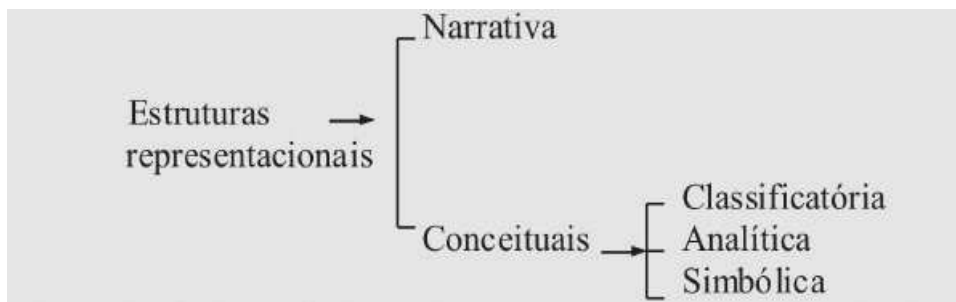 Narrativa
Estruturas
representacionais
Conceituais
Classificatória
Analítica
Simbólica